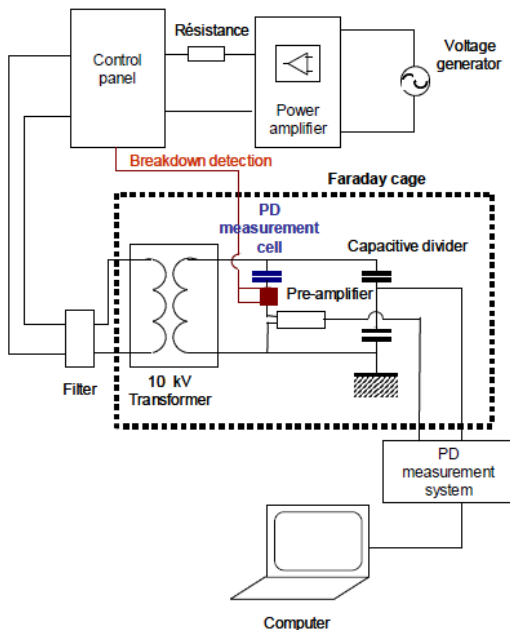 Résistance
Control
panel
Power
amplifier
Voltage
generator
Breakdown detection
Faraday cage
PD
measurement
cell
Capacitive divider
Pre-amplifier
Filter
10 kV
Transformer
PD
measurement
system
Computer